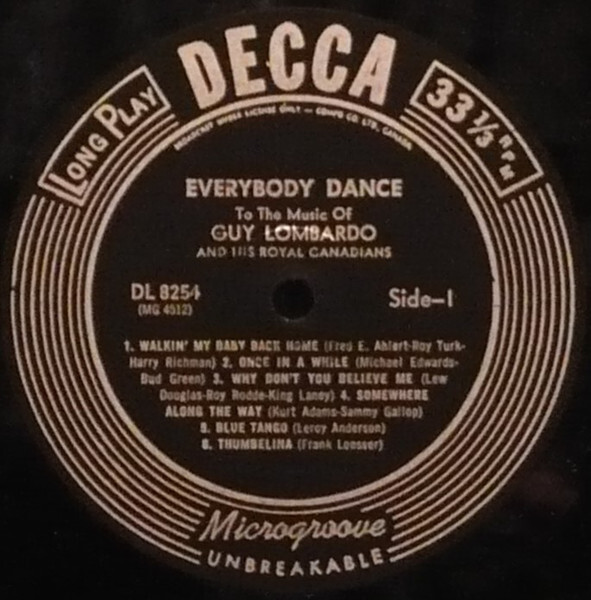 DECCA
LONG PLAY
33 1/3 RPM
BROADCAST UNDER LICENSE ONLY — COMPO CO. LTD. CANADA
EVERYBODY DANCE
To The Music Of
GUY LOMBARDO
AND HIS ROYAL CANADIANS
DL 8254
Side-1
(MG 4512)
1. WALKIN' MY BABY BACK HOME (Fred E. Ahlert-Roy Turk-
Harry Richman) 2. ONCE IN A WHILE (Michael Edwards-
Bud Green) 3. WHY DON'T YOU BELIEVE ME (Lew
Douglas-Roy Rodde-King Laney) 4. SOMEWHERE
ALONG THE WAY (Kurt Adams-Sammy Gallop)
5. BLUE TANGO (Leroy Anderson)
6. THUMBELINA (Frank Loesser)
Microgroove
UNBREAKABLE